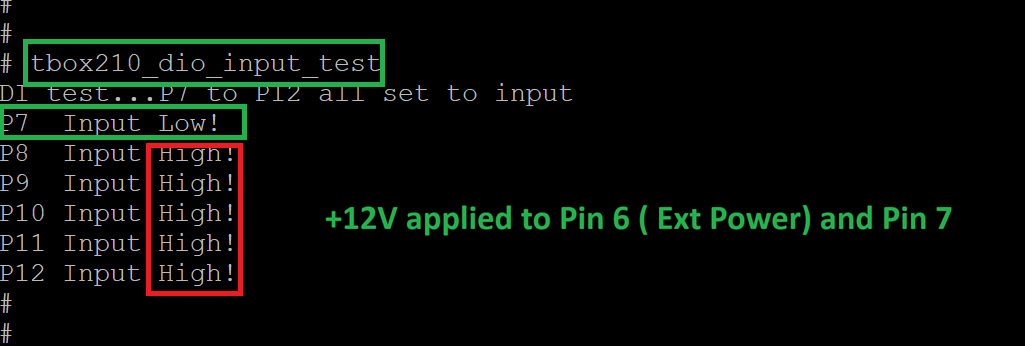 #
#
# tbox210_dio_input_test
DI test...P7 to P12 all set to input
P7 Input Low!
P8 Input High!
P9 Input High!
P10 Input High!
+12V applied to Pin 6 ( Ext Power) and Pin 7
P11 Input High!
P12 Input High!
#
#